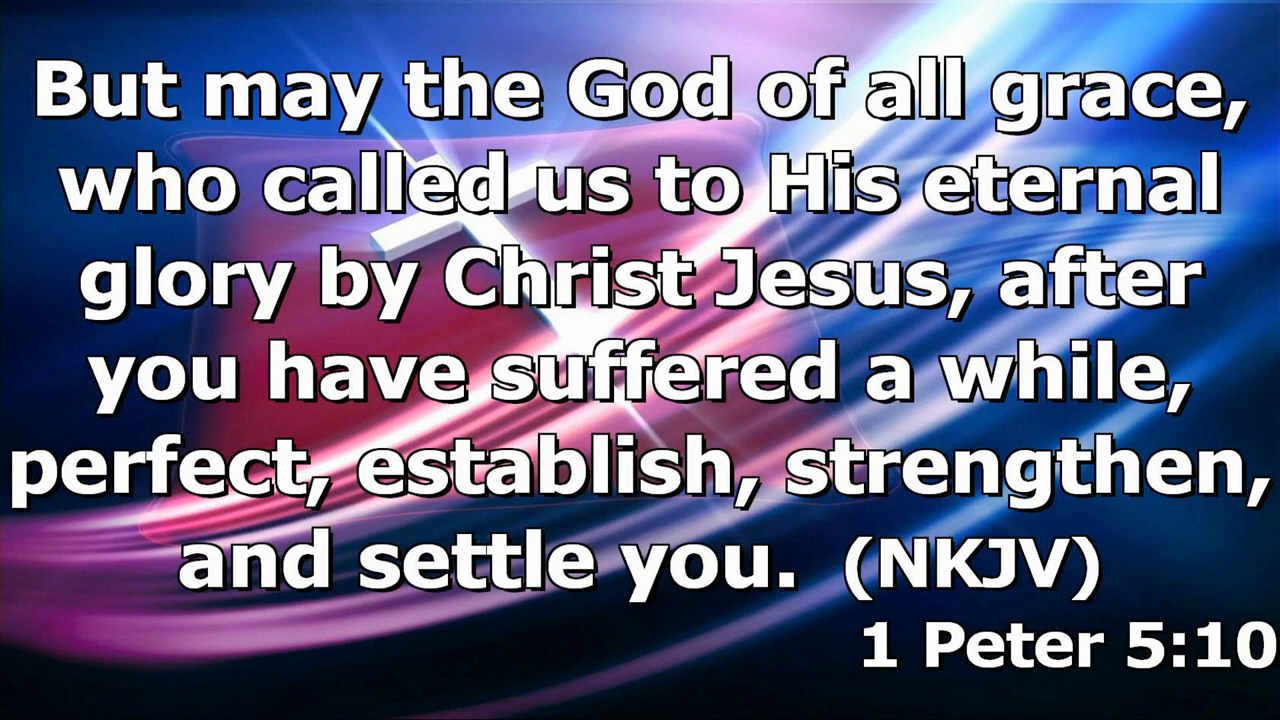 But may the God of all grace,
who called us to His eternal
glory by Christ Jesus, after
you have suffered a while,
perfect, establish, strengthen,
and settle you. (NKJV)
1 Peter 5:10